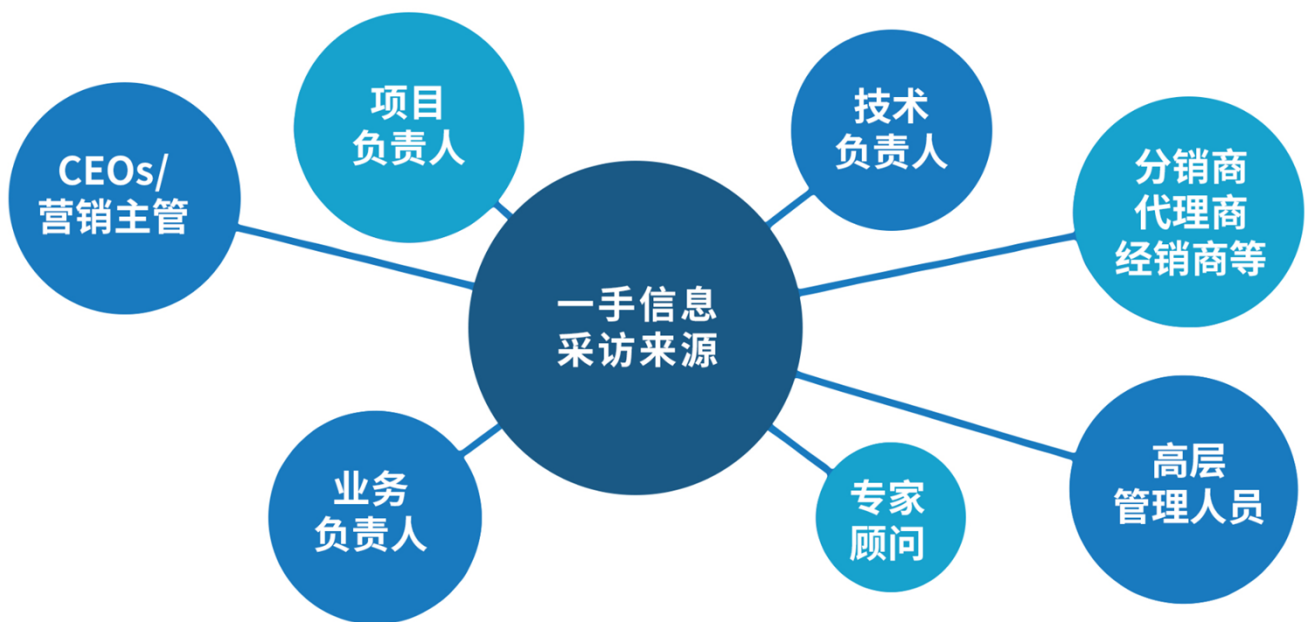 项目
负责人
技术
负责人
CEOs/
营销主管
分销商
代理商
经销商等
一手信息
采访来源
业务
负责人
专家
顾问
高层
管理人员